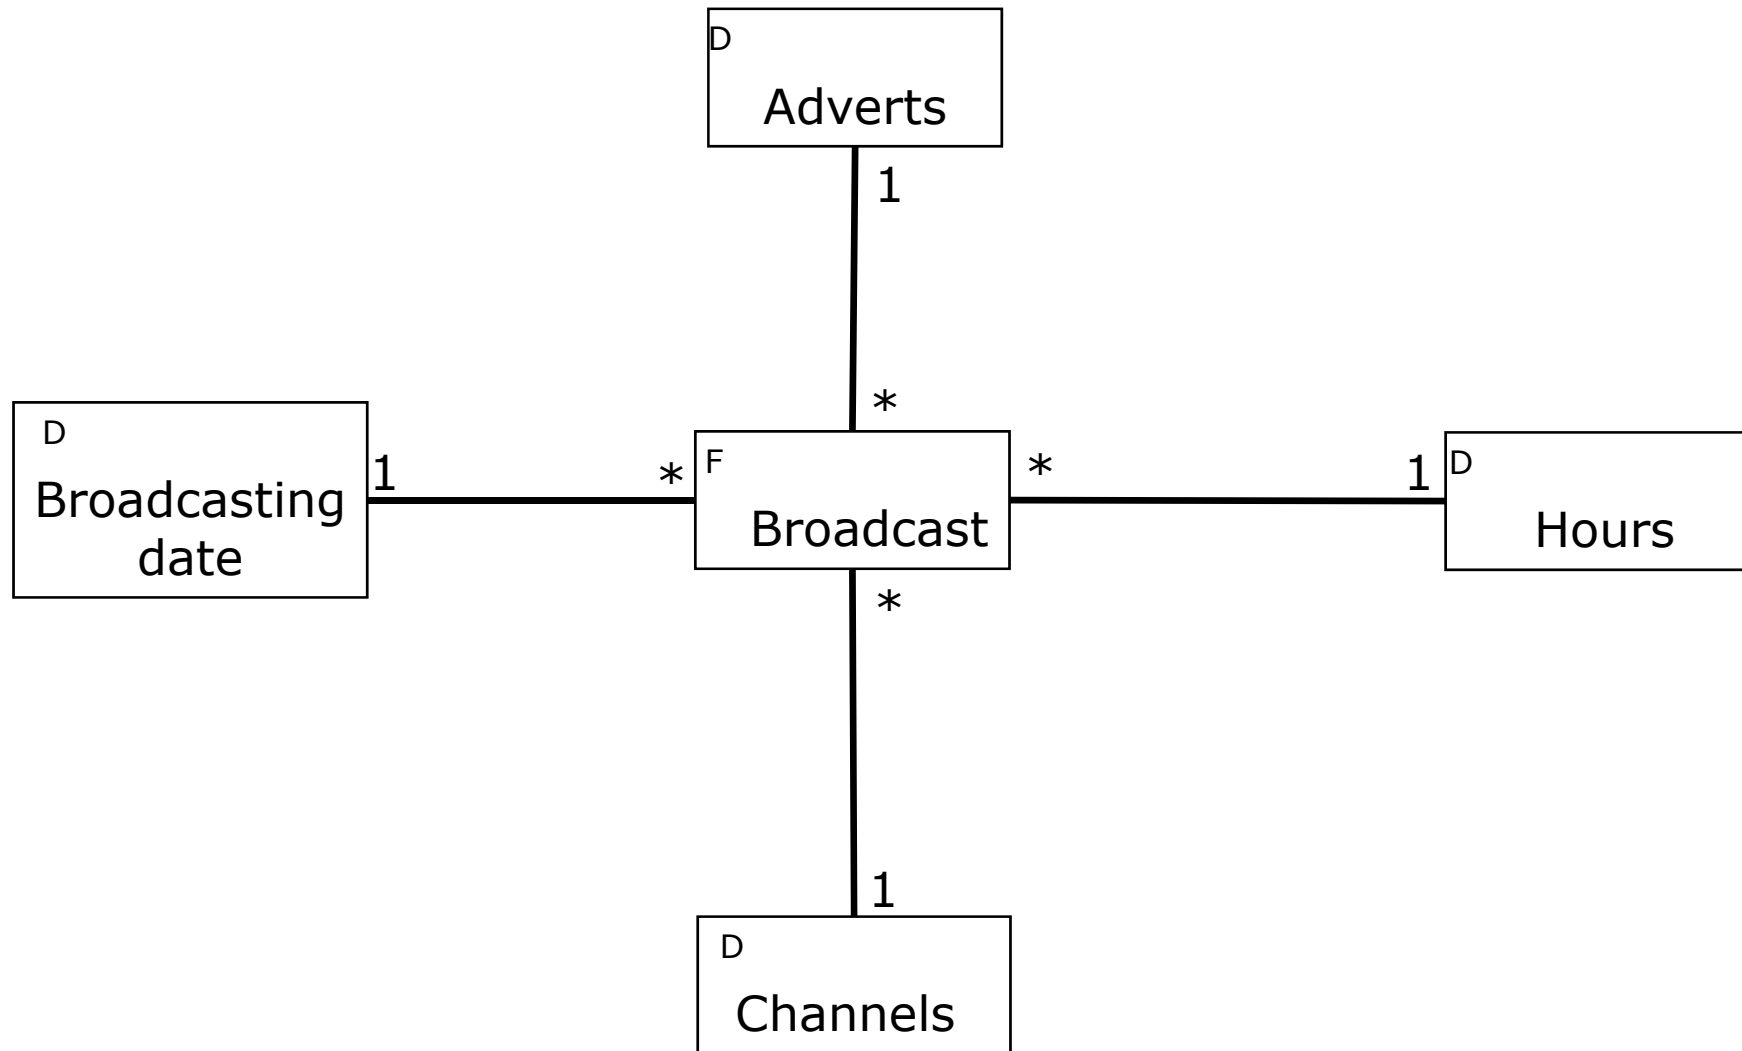 D
Adverts
1
*
D
Broadcasting
date
1
*
F
Broadcast
*
1
D
Hours
*
1
D
Channels